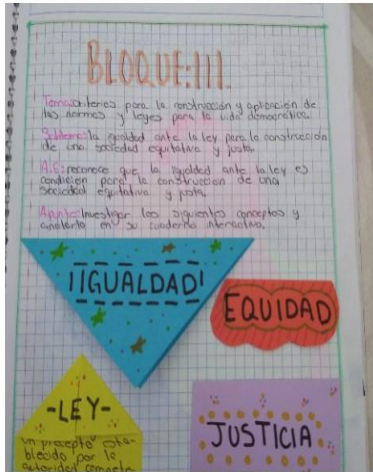 BLOQUE:III.
Tema:criterios para la construcción y aplicación de
las normas y leyes para la vida democrática.
Subtema:la igualdad ante la ley para la construcción
de una sociedad equitativa y justa.
A.E:reconoce que la igualdad ante la ley es
condición para la construccion de una
sociedad equitativa y justa.
Apunte:Investigar los siguientes conceptos y
anotarlo en su cuaderno interactivo.
¡IGUALDAD!
EQUIDAD
-LEY-
un precepto esta-
blecido por la
autoridad compete-
JUSTICIA